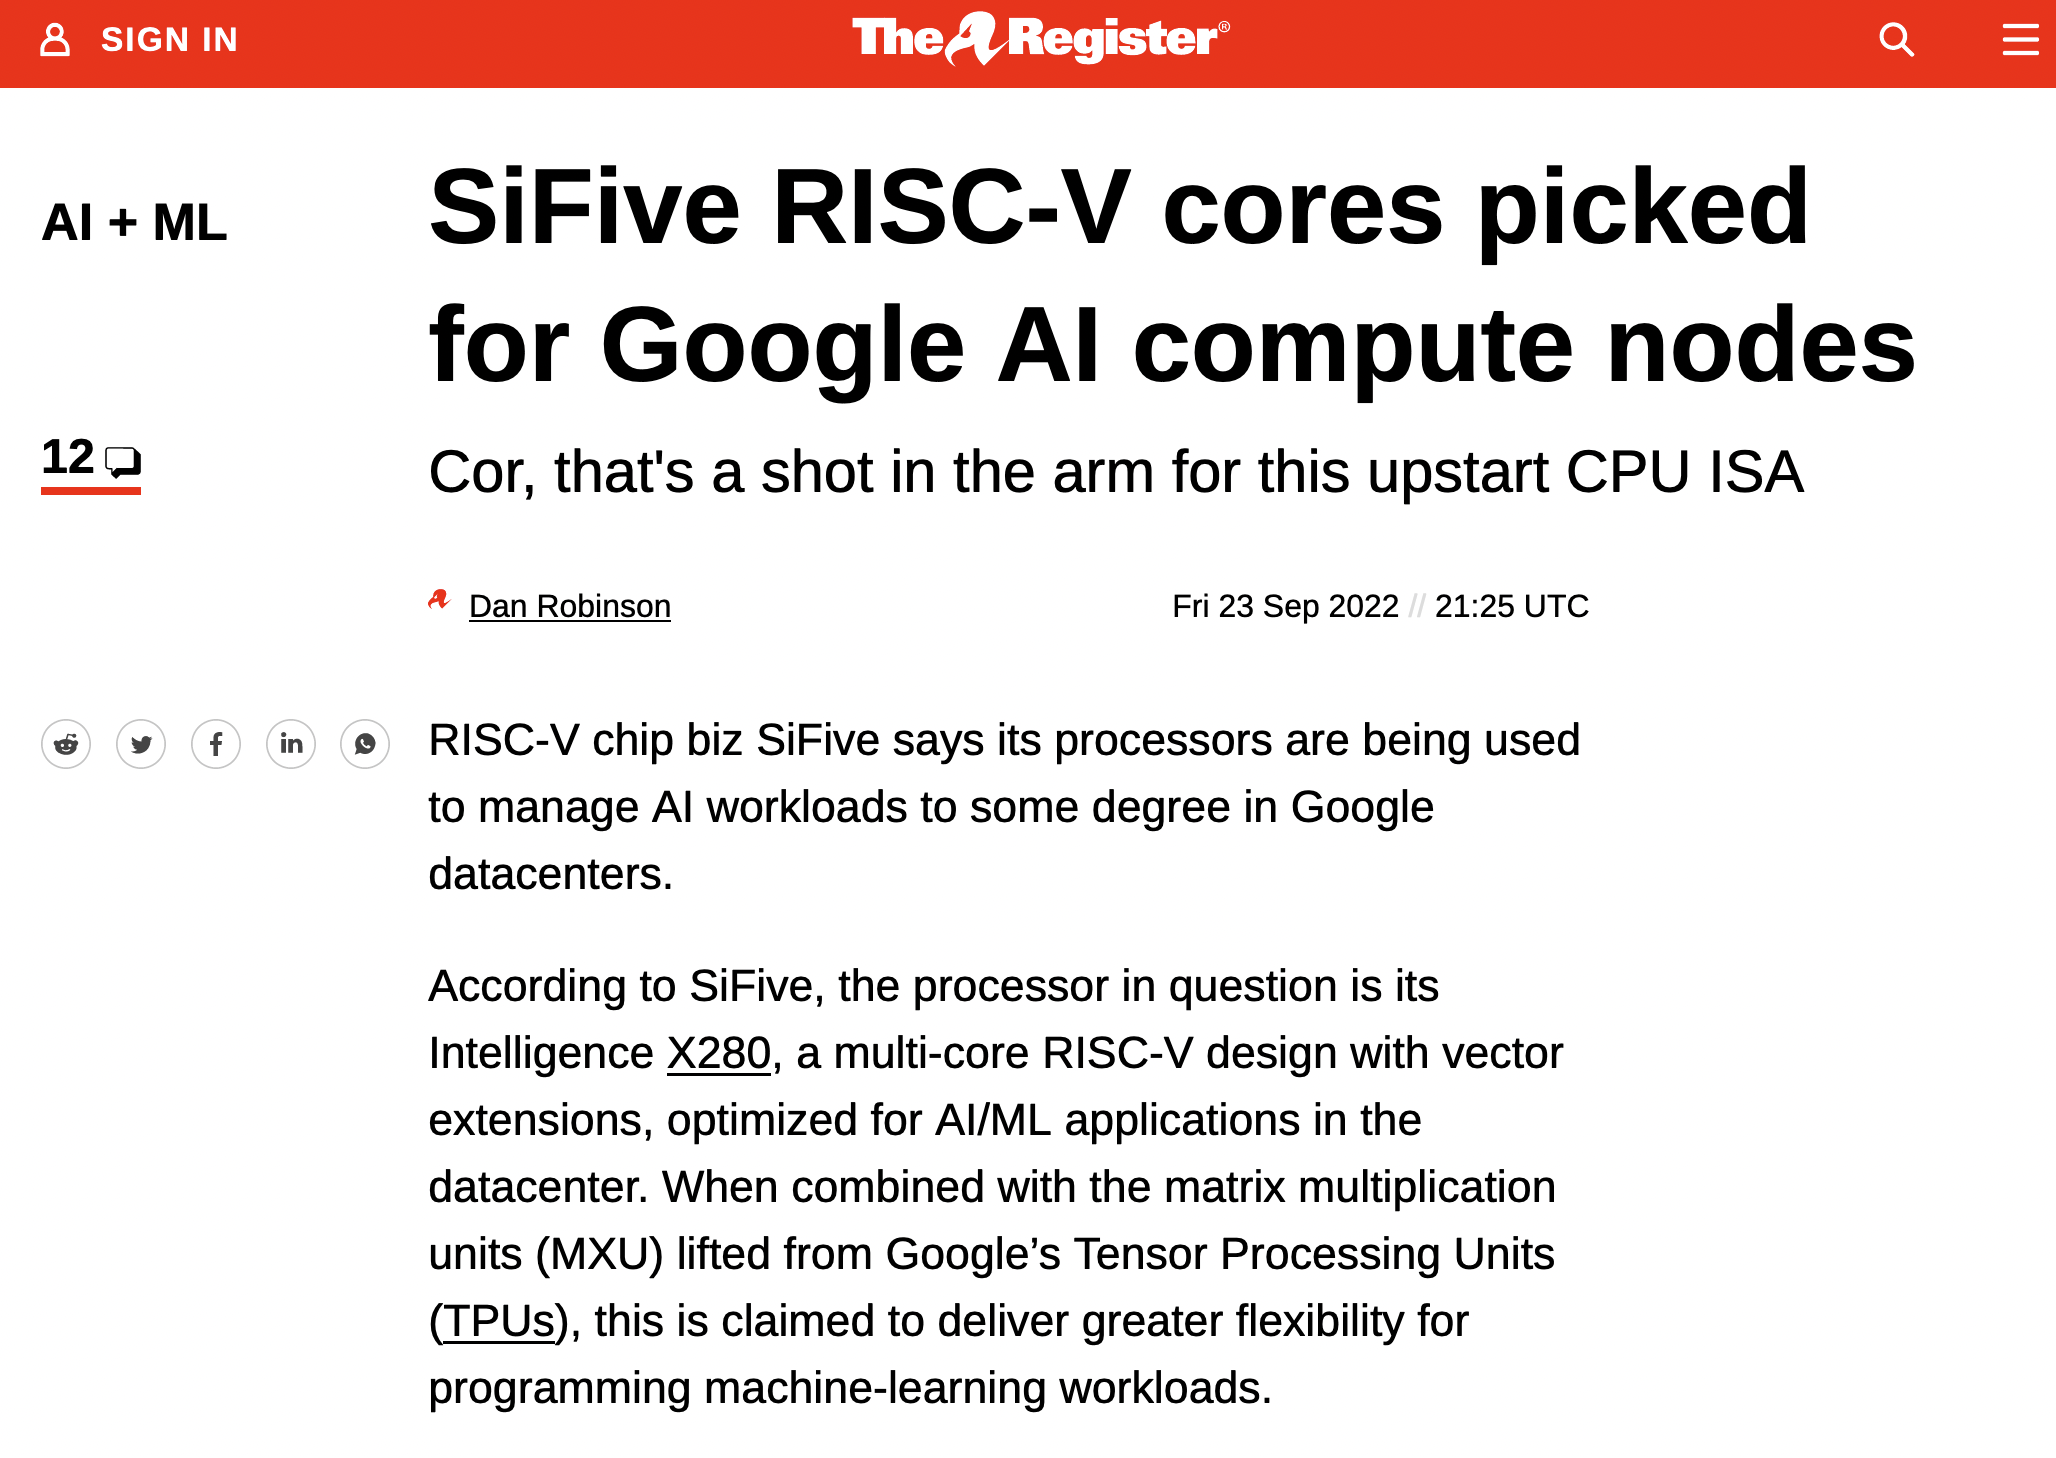 SIGN IN
The Register®
AI + ML
SiFive RISC-V cores picked
for Google AI compute nodes
12
Cor, that's a shot in the arm for this upstart CPU ISA
Dan Robinson
Fri 23 Sep 2022 // 21:25 UTC
RISC-V chip biz SiFive says its processors are being used
to manage AI workloads to some degree in Google
datacenters.
According to SiFive, the processor in question is its
Intelligence X280, a multi-core RISC-V design with vector
extensions, optimized for AI/ML applications in the
datacenter. When combined with the matrix multiplication
units (MXU) lifted from Google’s Tensor Processing Units
(TPUs), this is claimed to deliver greater flexibility for
programming machine-learning workloads.